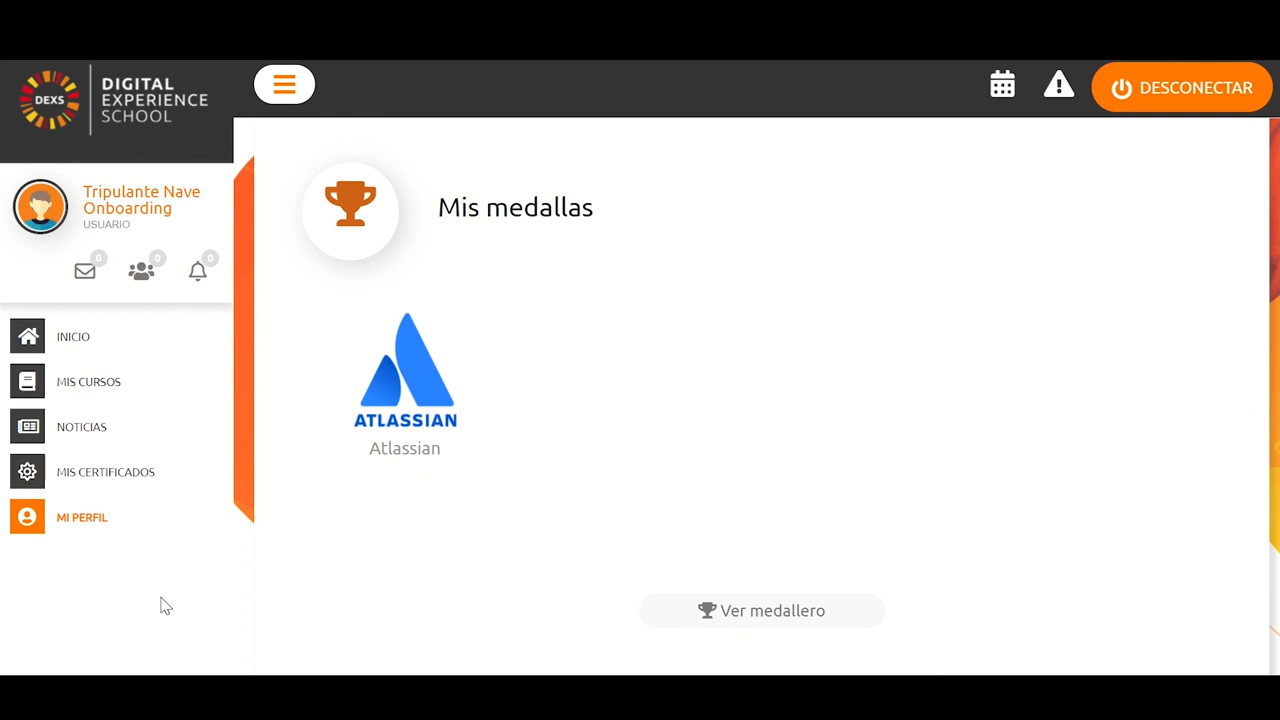 DEXS
DIGITAL
EXPERIENCE
SCHOOL
DESCONECTAR
Tripulante Nave
Onboarding
USUARIO
0
0
0
INICIO
MIS CURSOS
NOTICIAS
MIS CERTIFICADOS
MI PERFIL
Mis medallas
ATLASSIAN
Atlassian
Ver medallero